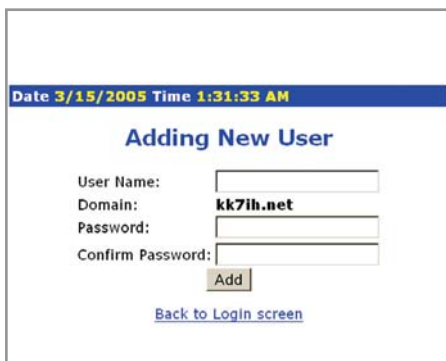 Date 3/15/2005 Time 1:31:33 AM
Adding New User
User Name:
Domain: kk7ih.net
Password:
Confirm Password:
Add
Back to Login screen